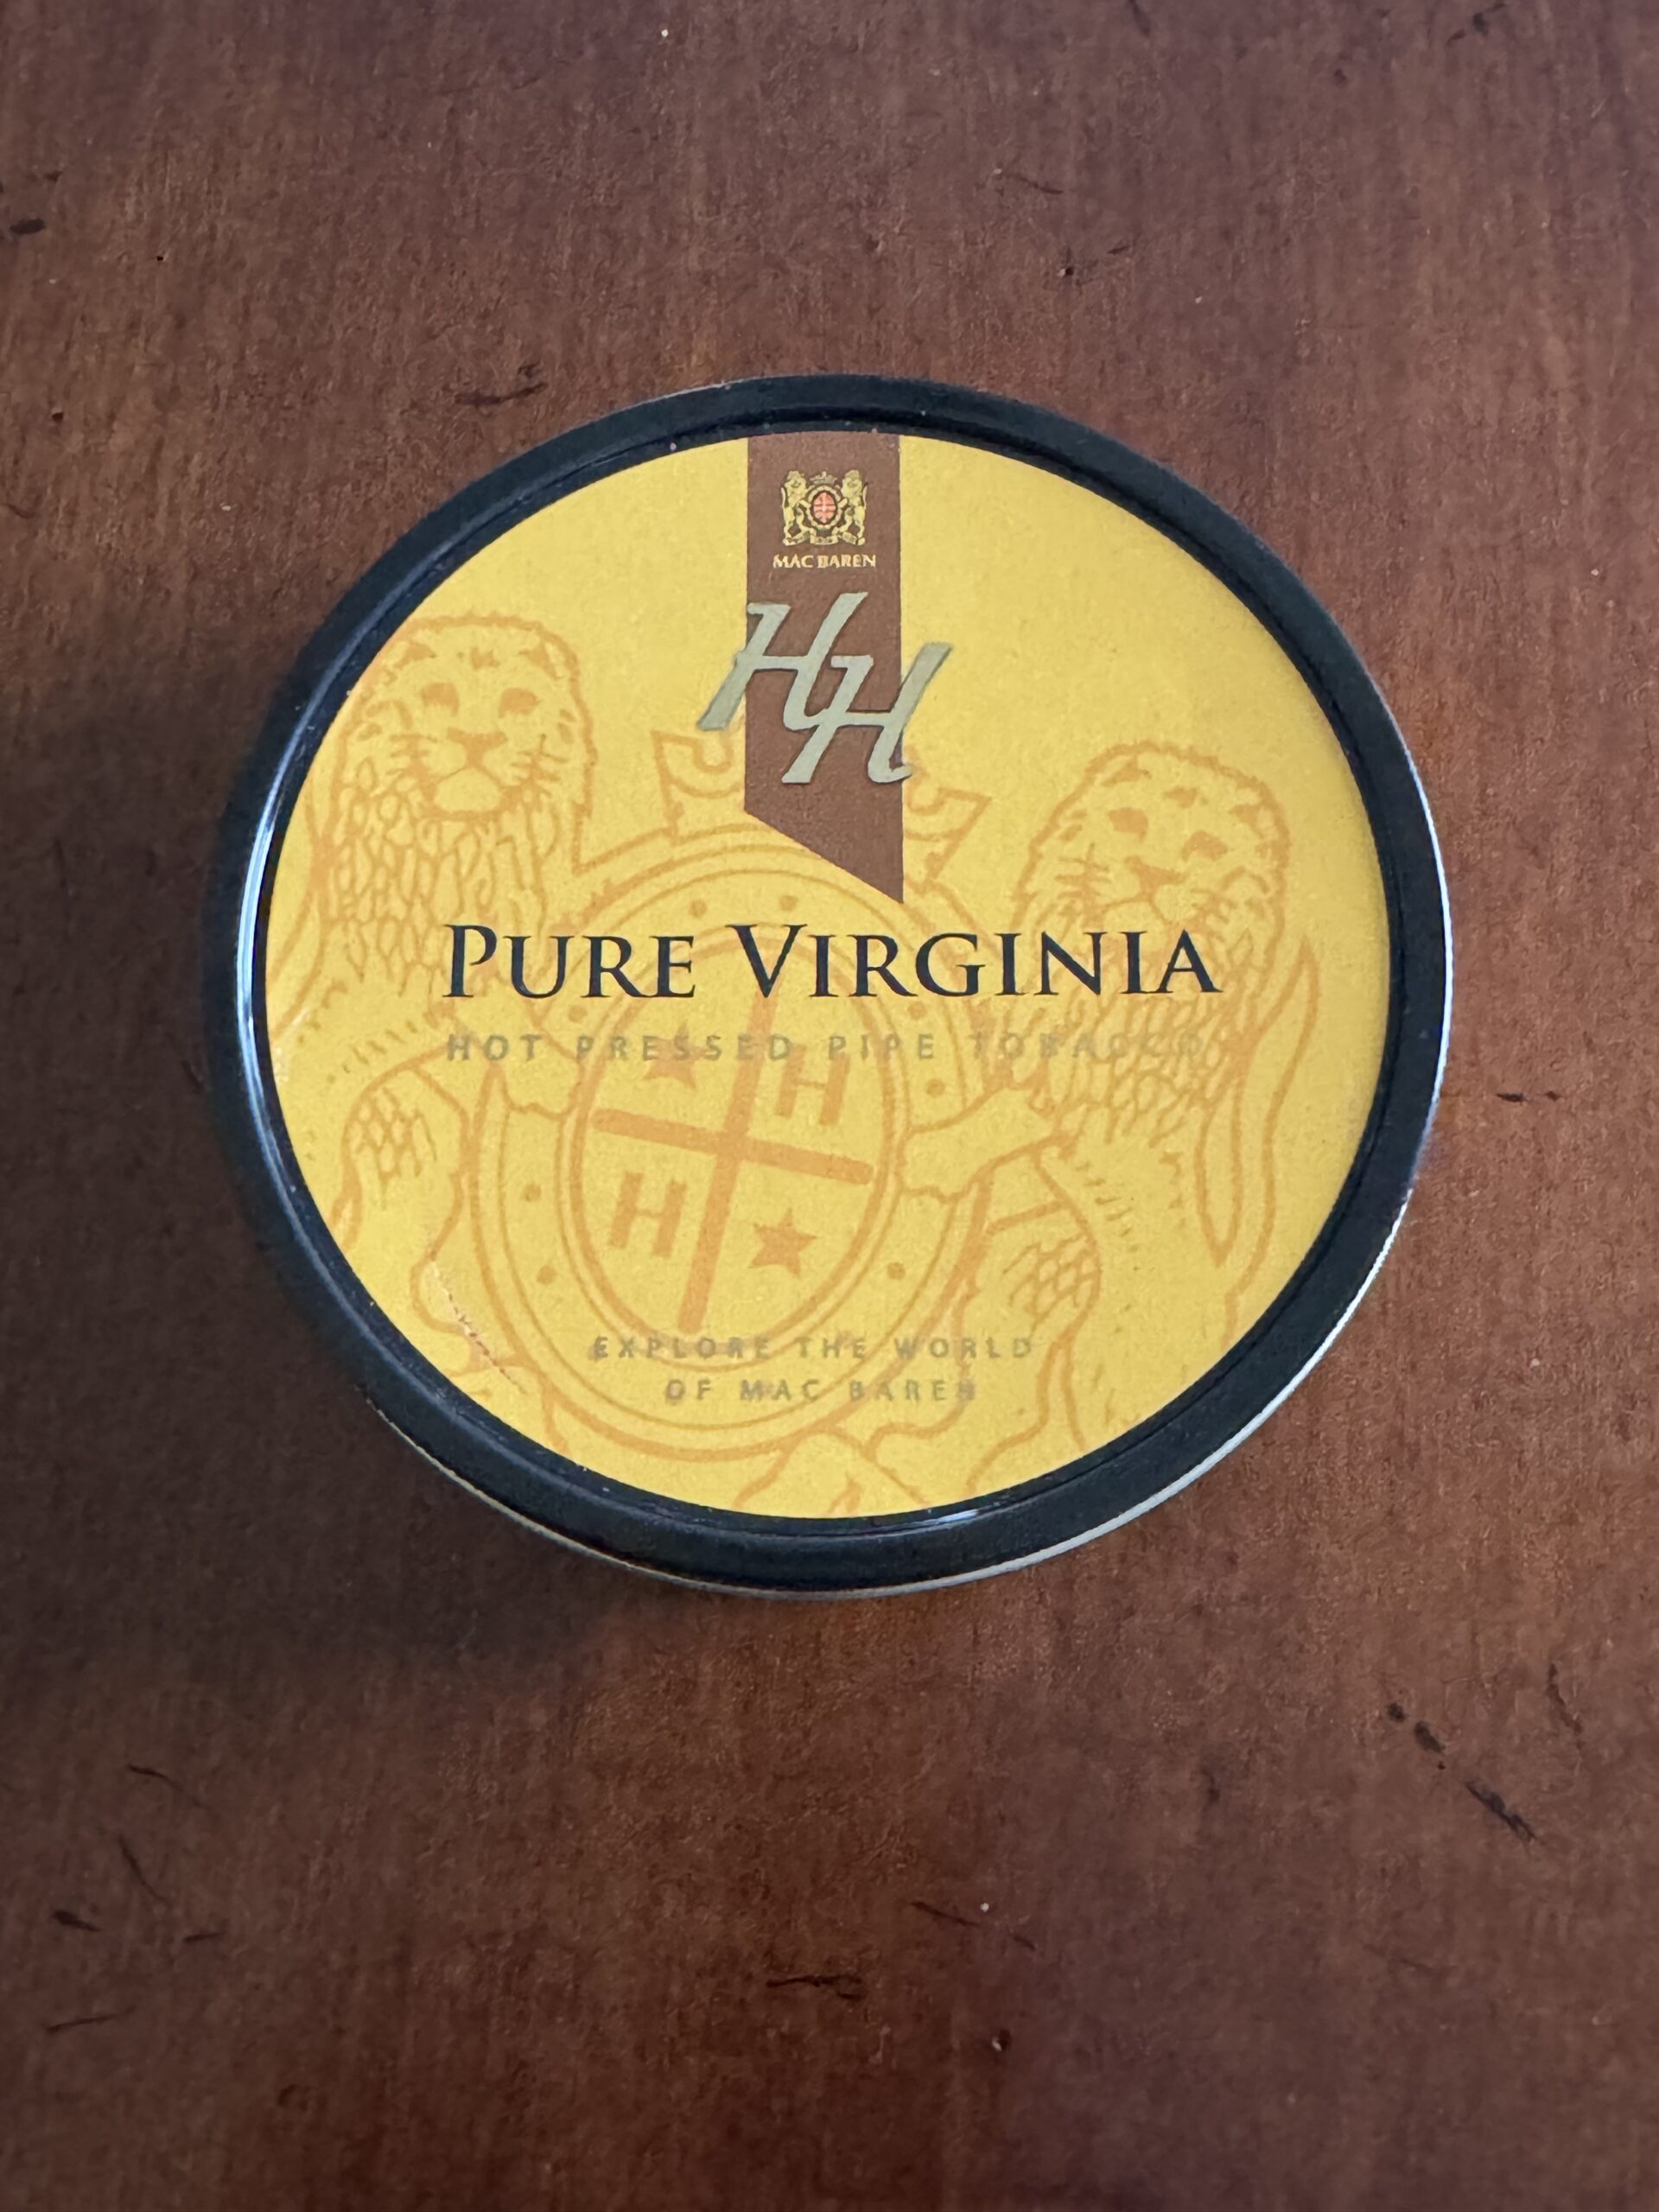 MAC BAREN
HH
PURE VIRGINIA
HOT PRESSED PIPE TOBACCO
H
H
EXPLORE THE WORLD
OF MAC BAREN